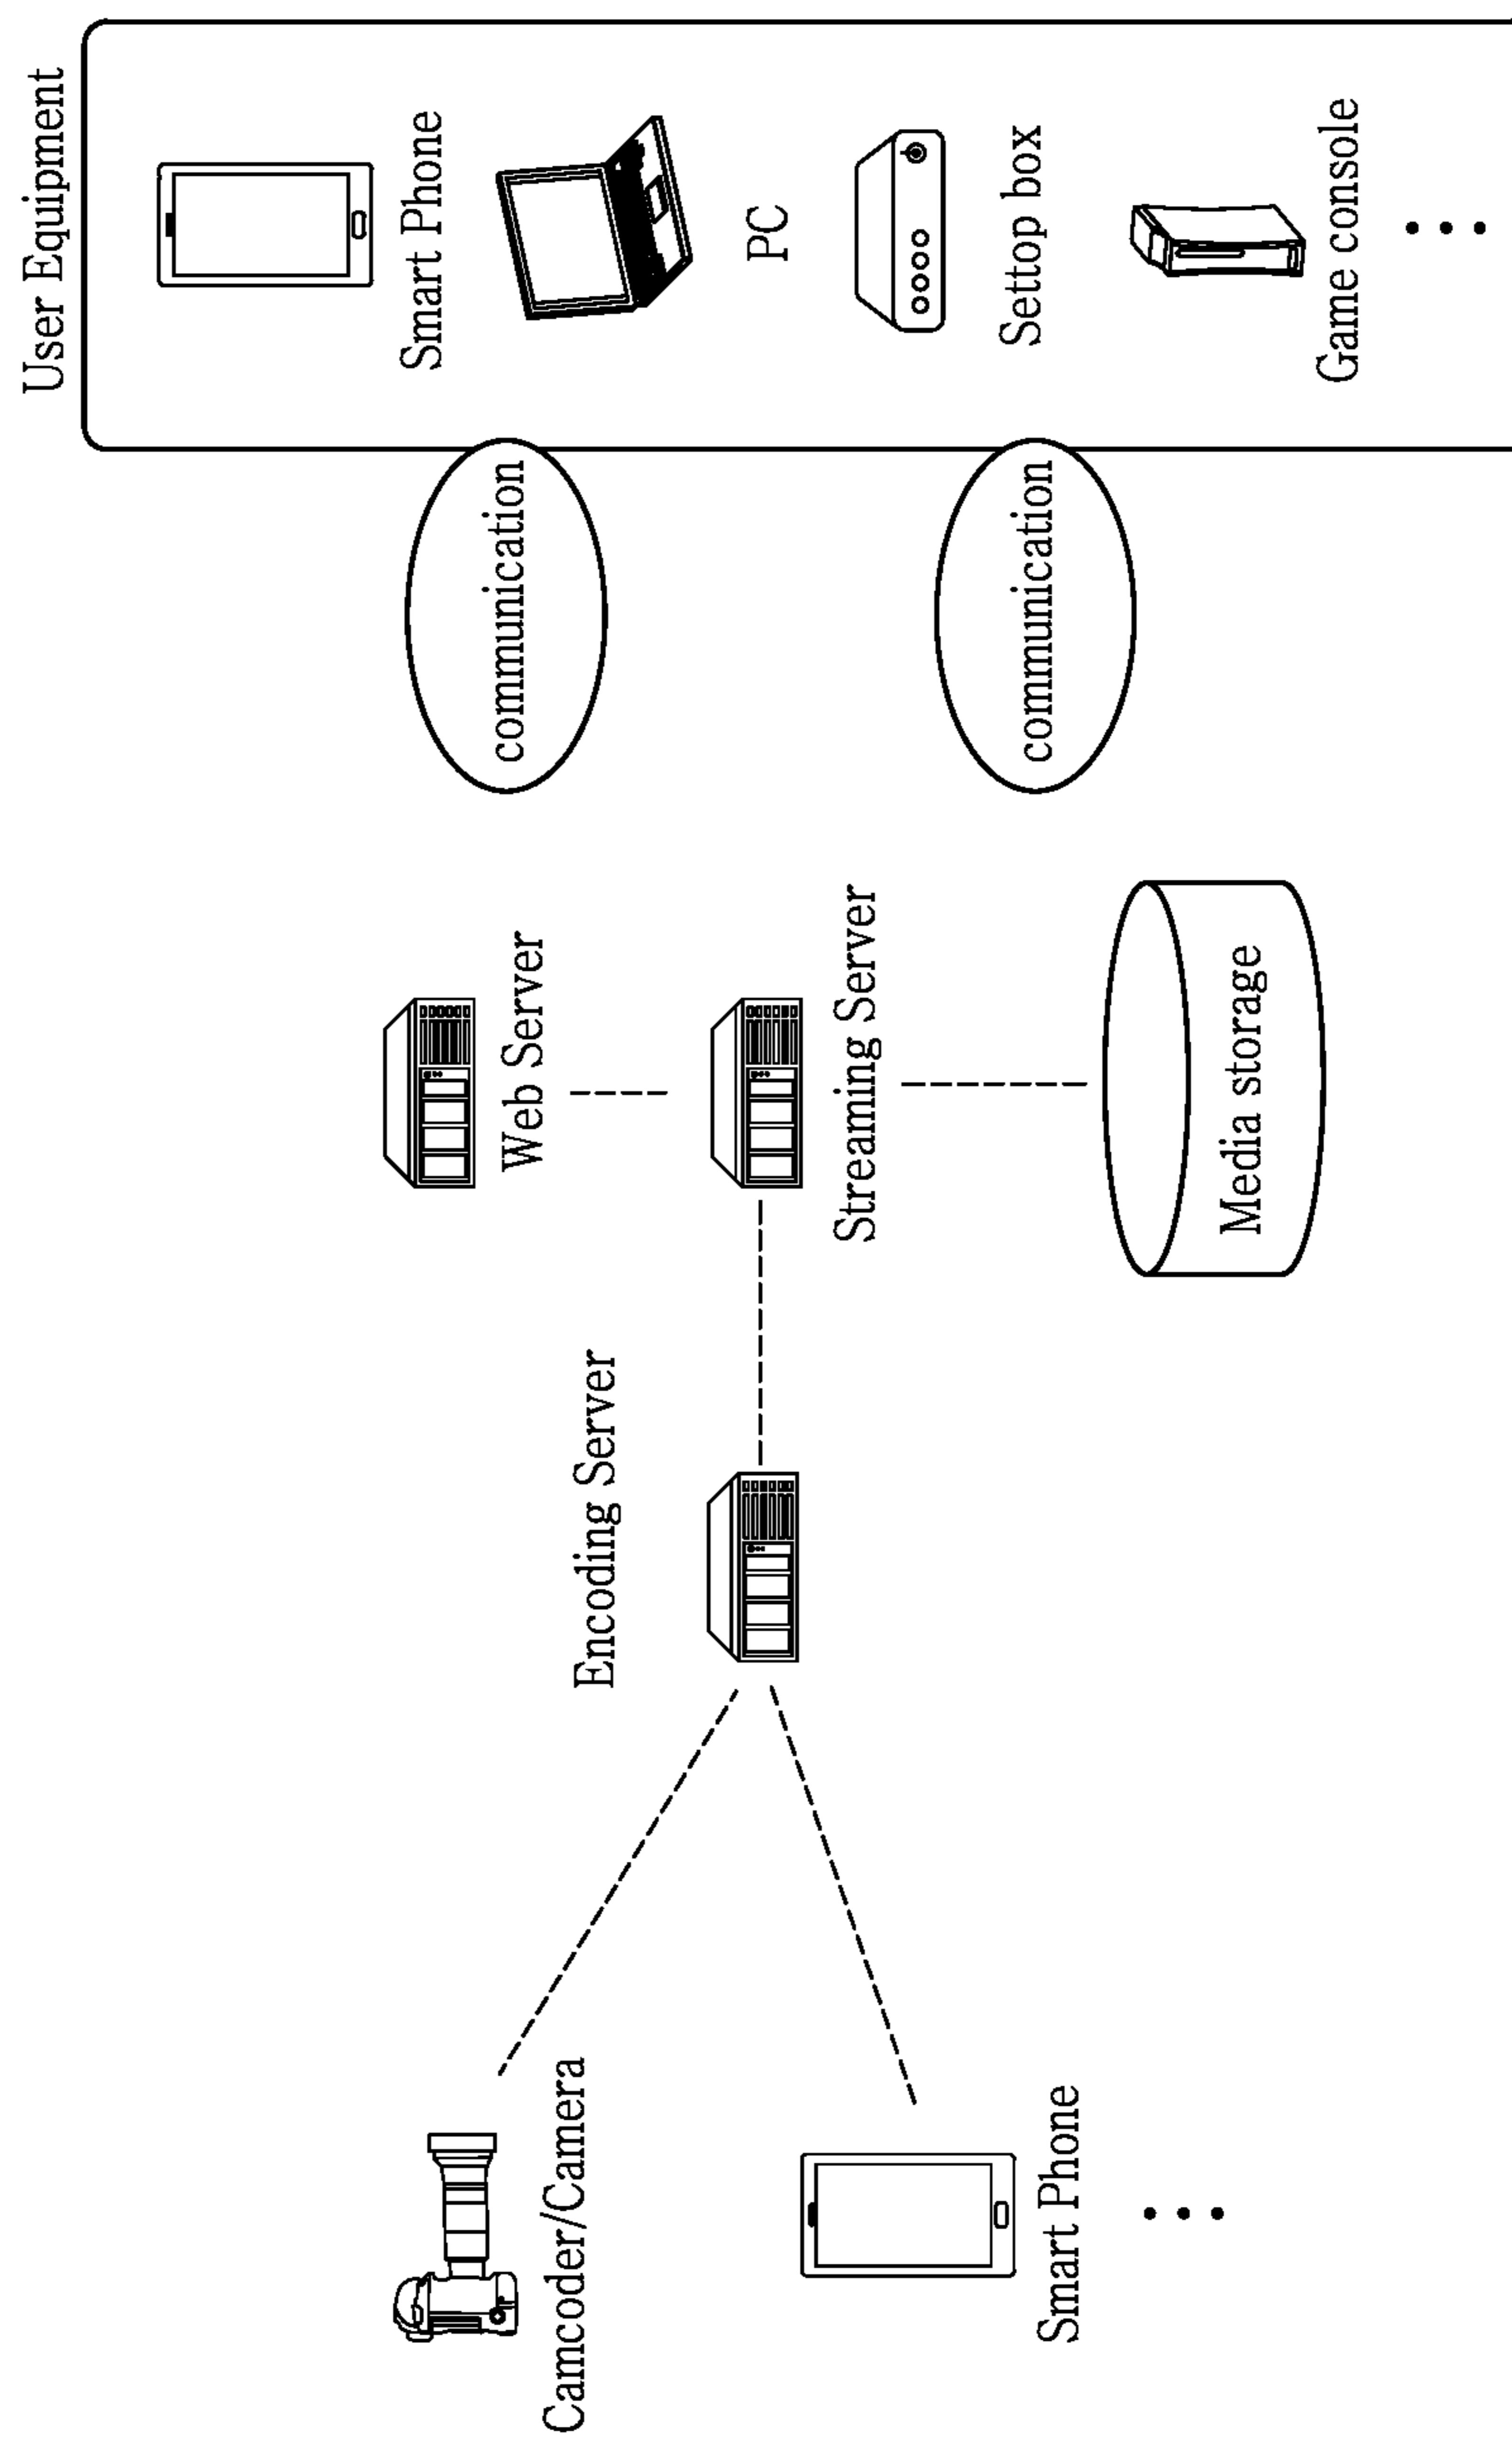 Camcoder/Camera
Smart Phone
Encoding Server
Web Server
Streaming Server
Media storage
communication
communication
User Equipment
Smart Phone
PC
Settop box
Game console